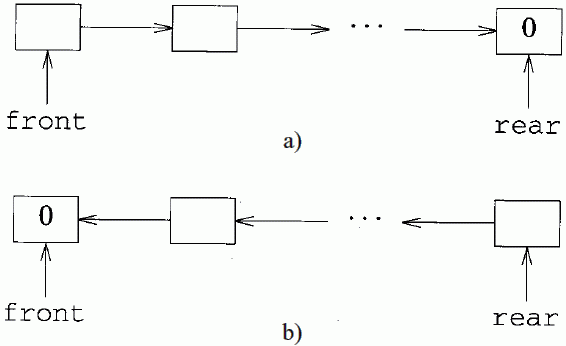 ... 0
front rear
a)
0 ...
front rear
b)